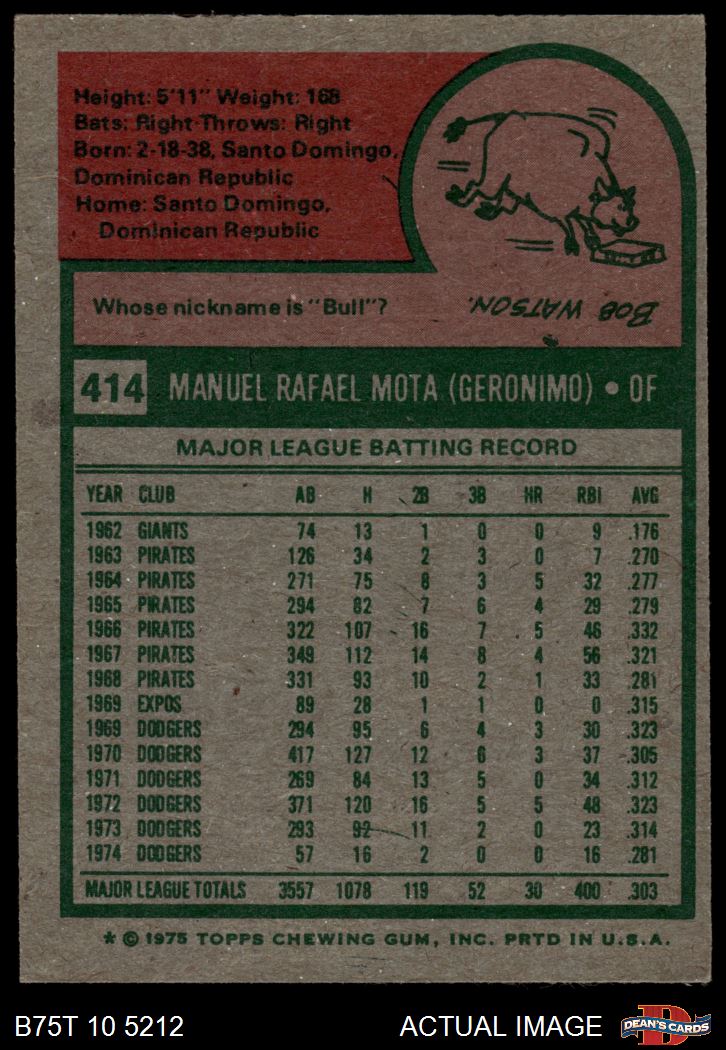 Height: 5'11" Weight: 168
Bats: Right-Throws: Right
Born: 2-18-38, Santo Domingo,
Dominican Republic
Home: Santo Domingo,
Dominican Republic
Whose nickname is "Bull"?
BOB WATSON.
414 MANUEL RAFAEL MOTA (GERONIMO) • OF
MAJOR LEAGUE BATTING RECORD
YEAR CLUB AB H 2B 3B HR RBI AVG
1962 GIANTS 74 13 1 0 0 9 .176
1963 PIRATES 126 34 2 3 0 7 .270
1964 PIRATES 271 75 8 3 5 32 .277
1965 PIRATES 294 82 7 6 4 29 .279
1966 PIRATES 322 107 16 7 5 46 .332
1967 PIRATES 349 112 14 8 4 56 .321
1968 PIRATES 331 93 10 2 1 33 .281
1969 EXPOS 89 28 1 1 0 0 .315
1969 DODGERS 294 95 6 4 3 30 .323
1970 DODGERS 417 127 12 6 3 37 .305
1971 DODGERS 269 84 13 5 0 34 .312
1972 DODGERS 371 120 16 5 5 48 .323
1973 DODGERS 293 92 11 2 0 23 .314
1974 DODGERS 57 16 2 0 0 16 .281
MAJOR LEAGUE TOTALS 3557 1078 119 52 30 400 .303
* © 1975 TOPPS CHEWING GUM, INC. PRTD IN U.S.A.
B75T 10 5212 ACTUAL IMAGE DEAN'S CARDS